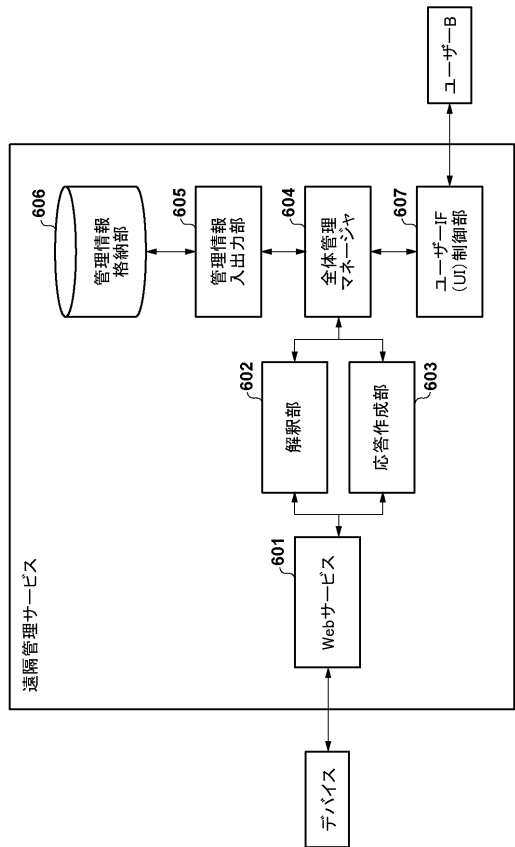 遠隔管理サービス
デバイス
601
Webサービス
602
解釈部
603
応答作成部
604
全体管理
マネージャ
605
管理情報
入出力部
606
管理情報
格納部
607
ユーザーIF
(UI)制御部
ユーザーB